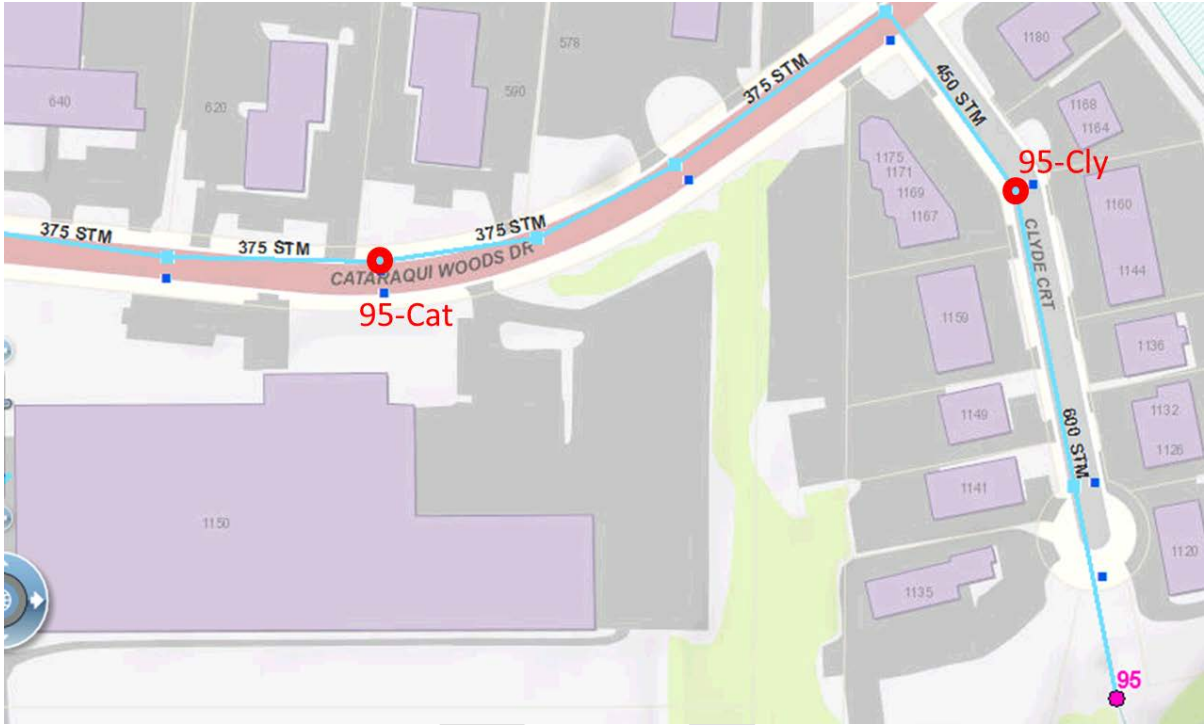 1180
578
450 STM
375 STM
640
620
590
1168
1164
95-Cly
1175
1171
1169
1167
1160
375 STM
375 STM
375 STM
CATARAQUI WOODS DR
CLYDE CRT
1144
95-Cat
1159
1136
1149
1132
600 STM
1126
1141
1150
1120
1135
95